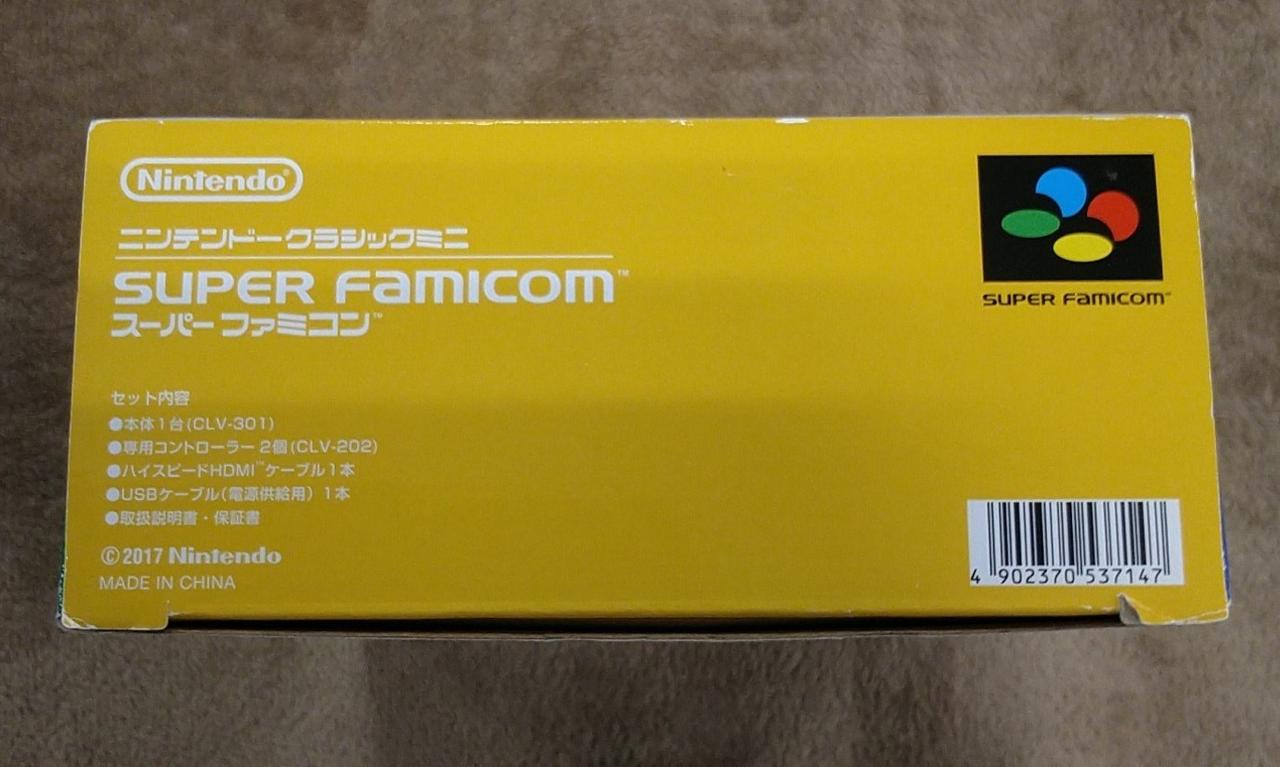 Nintendo®
ニンテンドークラシックミニ
SUPER FAMICOM™
スーパーファミコン™
SUPER FAMICOM™
セット内容
●本体1台(CLV-301)
●専用コントローラー 2個(CLV-202)
●ハイスピードHDMI™ケーブル1本
●USBケーブル(電源供給用) 1本
●取扱説明書・保証書
©2017 Nintendo
MADE IN CHINA
4 902370 537147